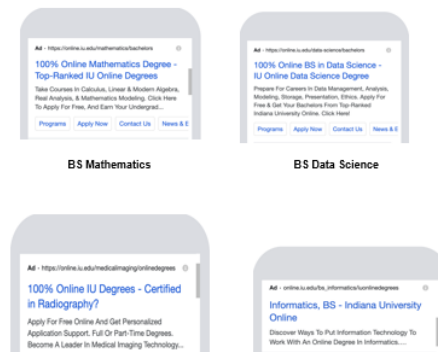 Ad - https://online.iu.edu/mathematics/bachelors
100% Online Mathematics Degree -
Top-Ranked IU Online Degrees
Take Courses In Calculus, Linear & Modern Algebra,
Real Analysis, & Mathematics Modeling. Click Here
To Apply For Free, And Earn Your Undergrad...
Programs Apply Now Contact Us News & E
BS Mathematics
Ad - https://online.iu.edu/data-science/bachelors
100% Online BS in Data Science -
IU Online Data Science Degree
Prepare For Careers In Data Management, Analysis,
Modeling, Storage, Presentation, Ethics. Apply For
Free & Get Your Bachelors From Top-Ranked
Indiana University Online. Click Here!
Programs Apply Now Contact Us News & E
BS Data Science
Ad - https://online.iu.edu/medicalimaging/onlinedegrees
100% Online IU Degrees - Certified
in Radiography?
Apply For Free Online And Get Personalized
Application Support. Full Or Part-Time Degrees.
Become A Leader In Medical Imaging Technology...
Ad - online.iu.edu/bs_informatics/iuonlinedegrees
Informatics, BS - Indiana University
Online
Discover Ways To Put Information Technology To
Work With An Online Degree In Informatics....